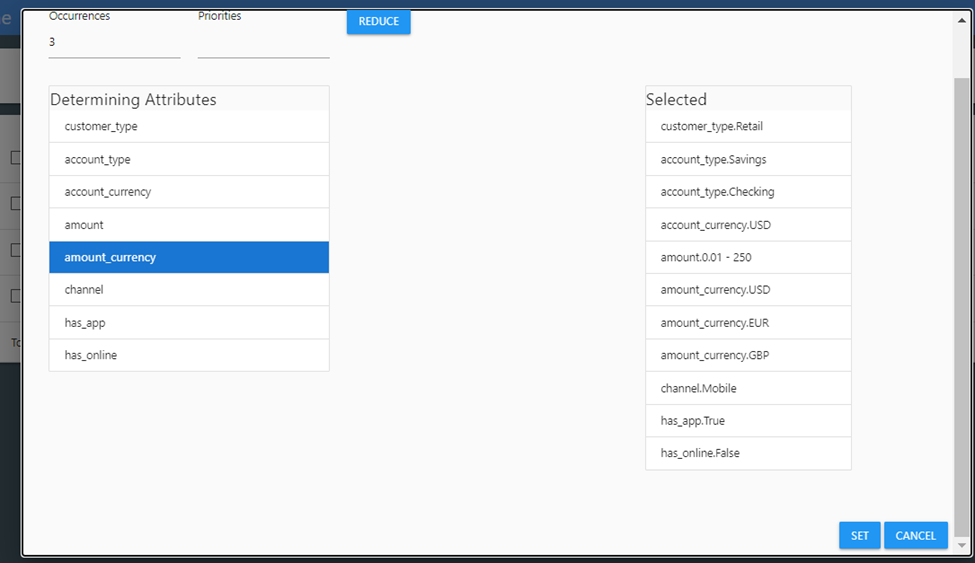 e
Occurrences
Priorities
REDUCE
3
Determining Attributes
customer_type
account_type
account_currency
amount
amount_currency
channel
has_app
has_online
Selected
customer_type.Retail
account_type.Savings
account_type.Checking
account_currency.USD
amount.0.01 - 250
amount_currency.USD
amount_currency.EUR
amount_currency.GBP
channel.Mobile
has_app.True
has_online.False
To
SET
CANCEL